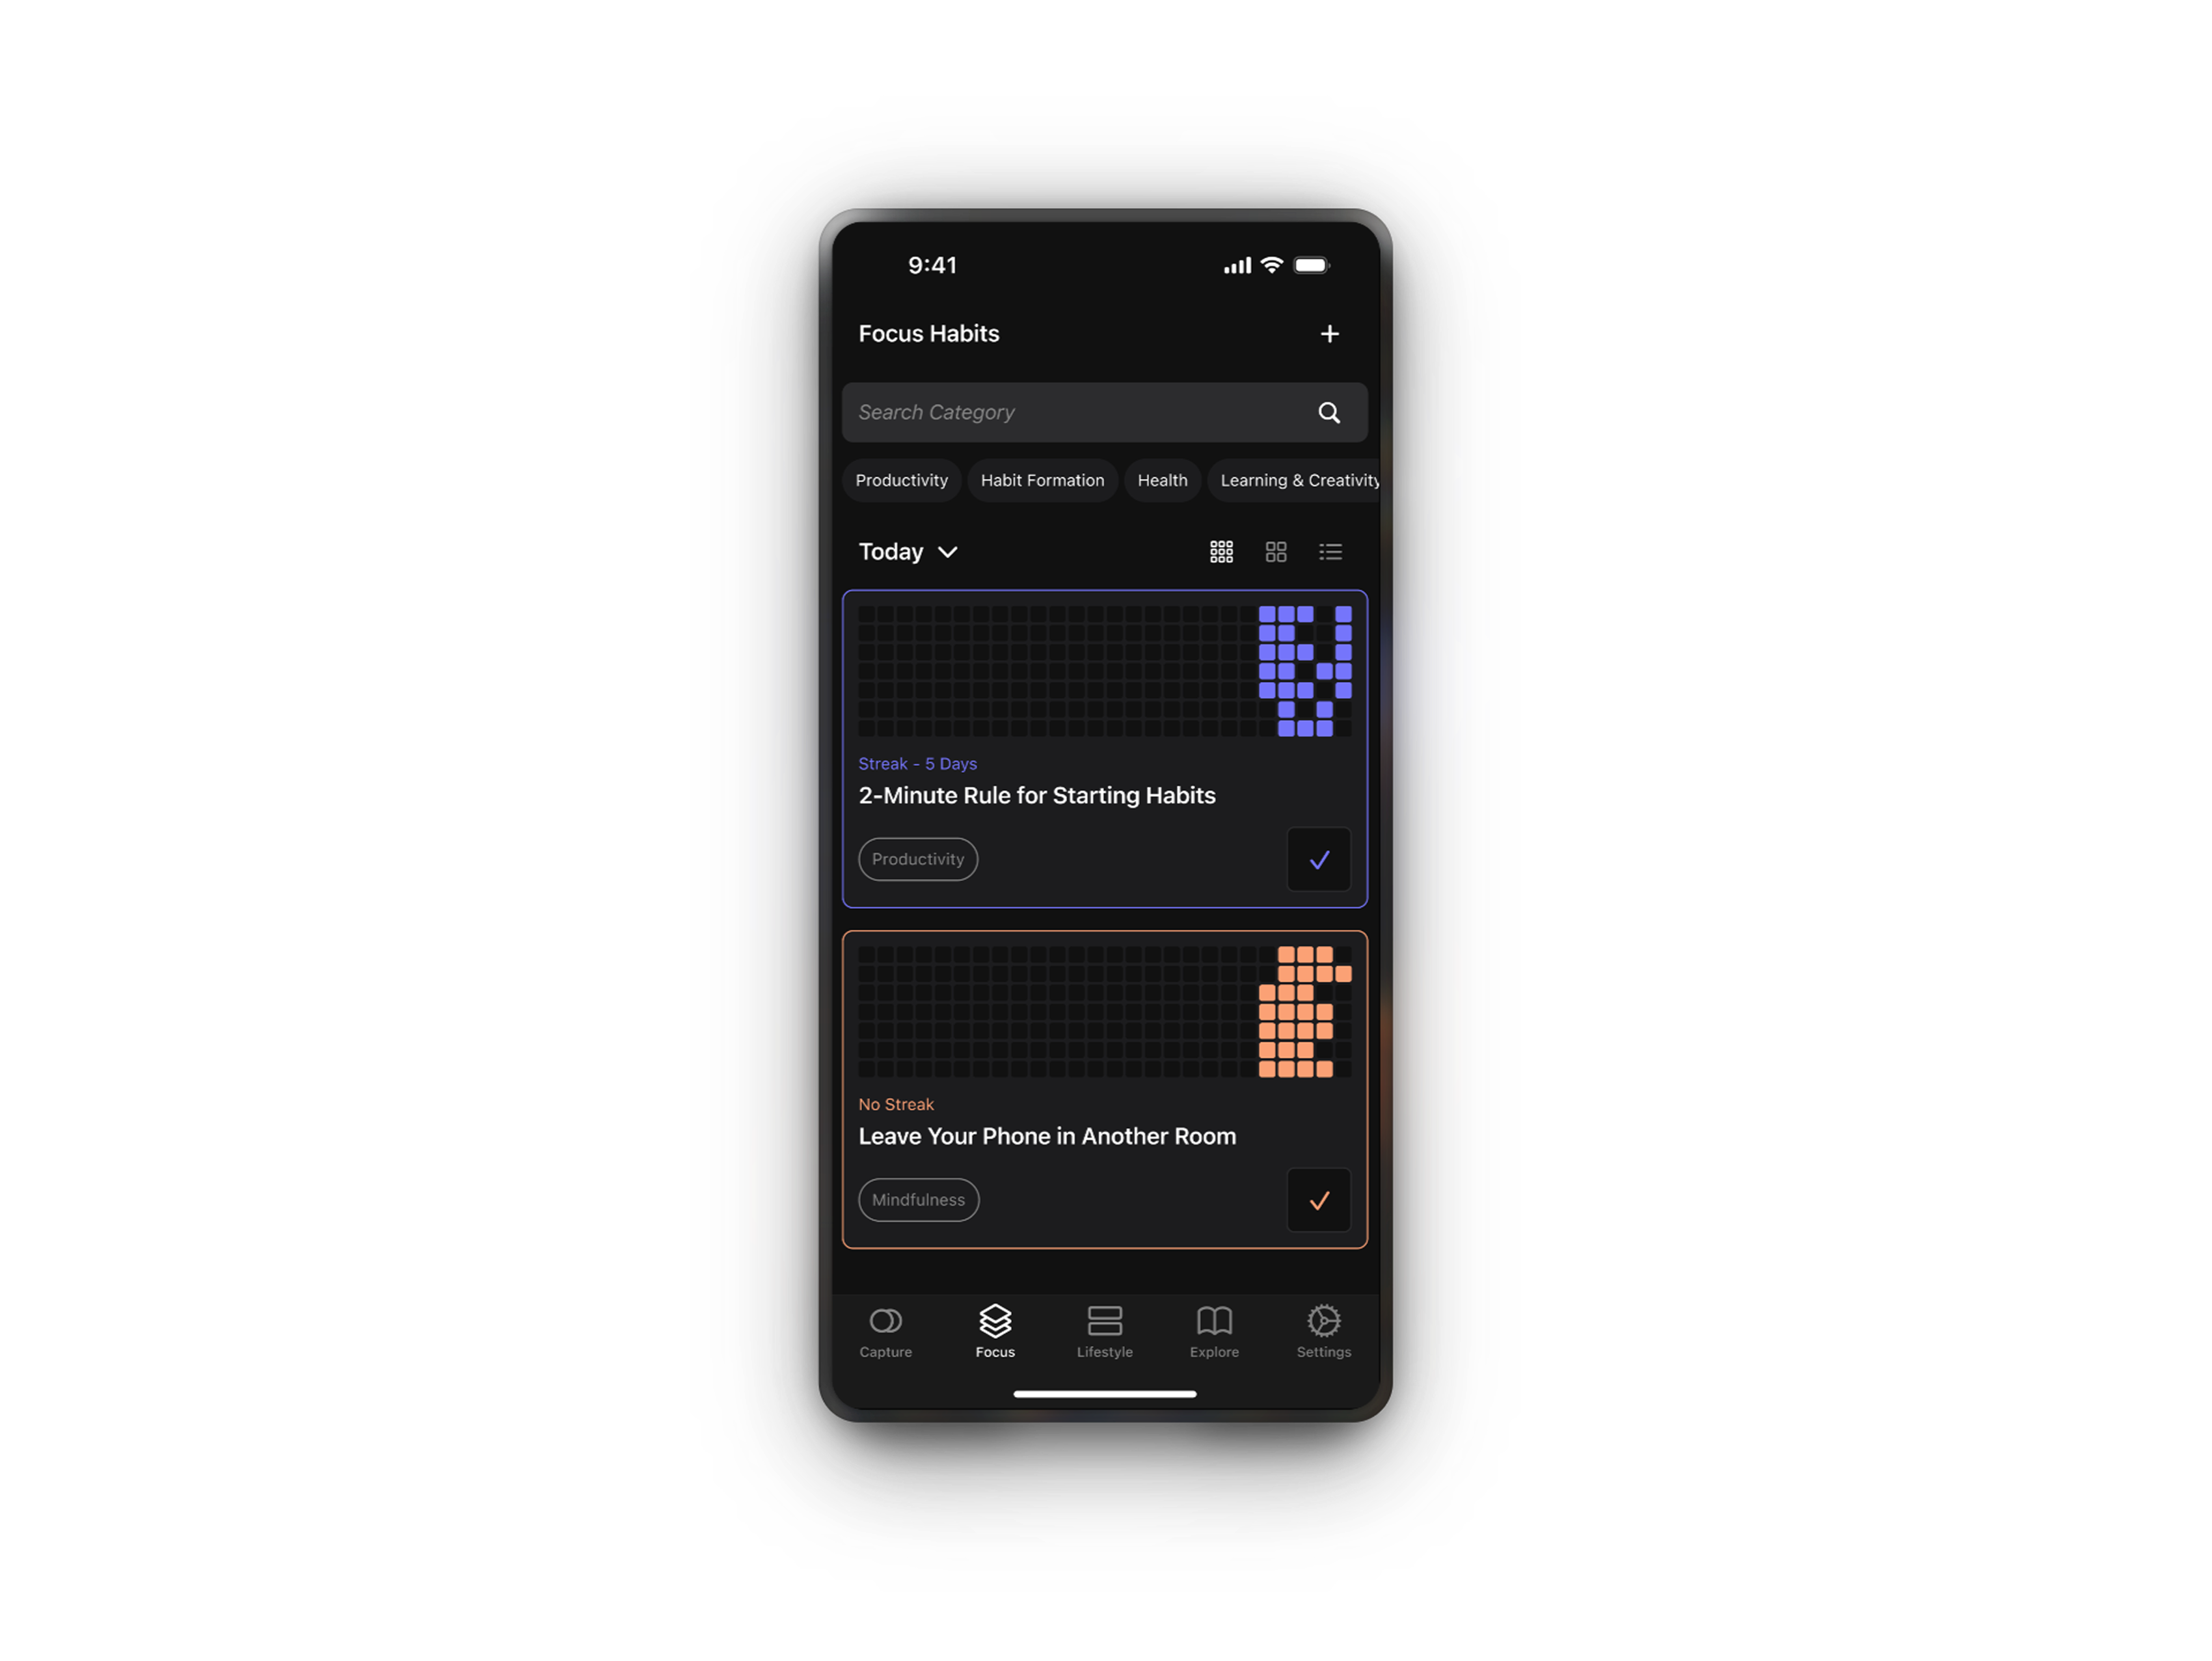 9:41
Focus Habits
Search Category
Productivity Habit Formation Health Learning & Creativity
Today
Streak - 5 Days
2-Minute Rule for Starting Habits
Productivity
No Streak
Leave Your Phone in Another Room
Mindfulness
Capture Focus Lifestyle Explore Settings